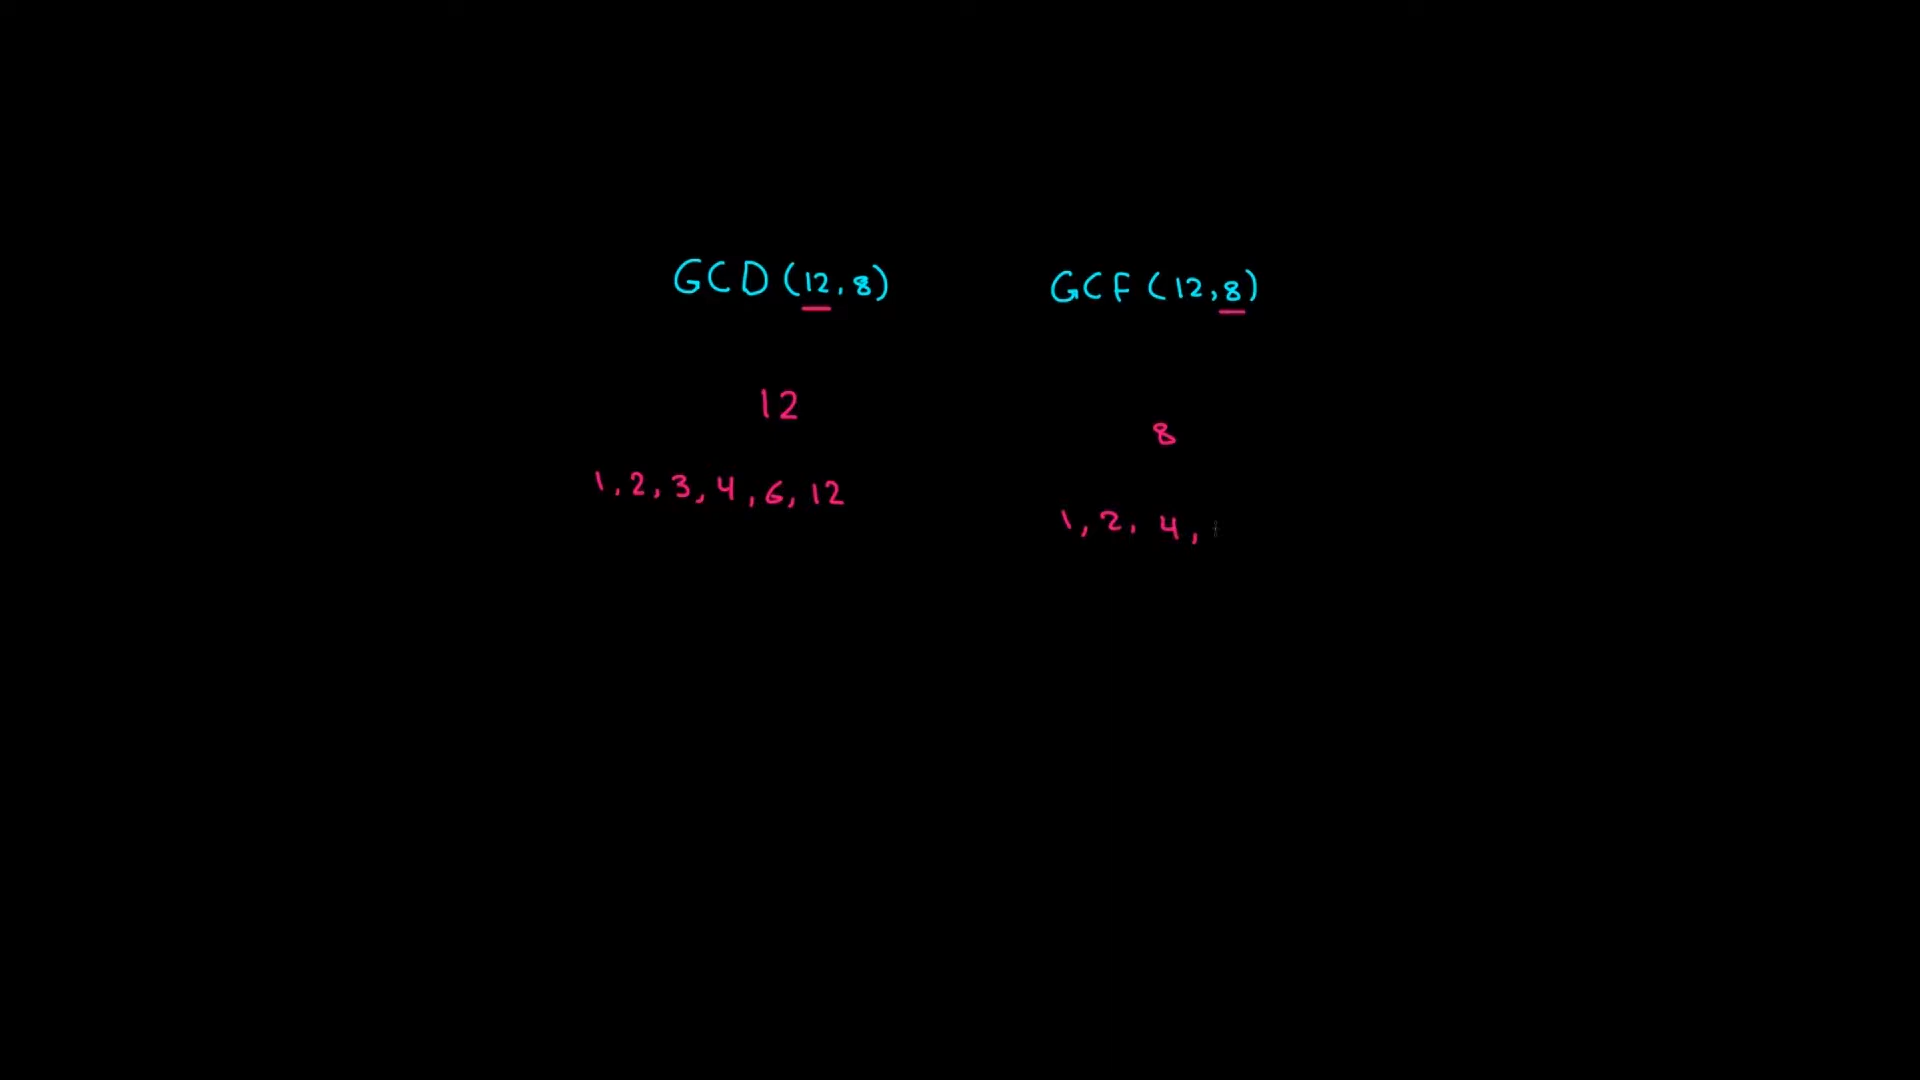 GCD (12, 8)
GCF (12, 8)
12
8
1, 2, 3, 4, 6, 12
1, 2, 4,